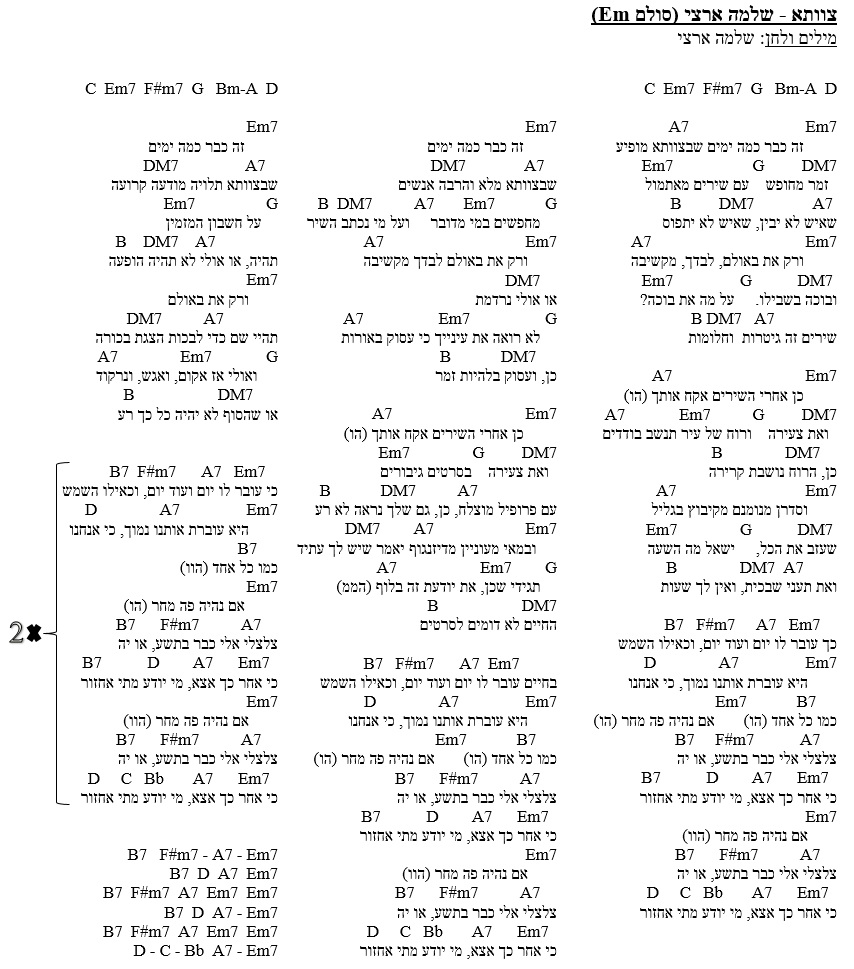 צוותא - שלמה ארצי (סולם Em)
מילים ולחן: שלמה ארצי
C Em7 F#m7 G Bm-A D
A7 Em7
זה כבר כמה ימים שבצוותא מופיע
Em7 G DM7
זמר מחופש עם שירים מאתמול
B DM7 A7
שאיש לא יבין, שאיש לא יתפוס
A7 Em7
ורק את באולם, לבדך, מקשיבה
Em7 G DM7
ובוכה בשבילו. על מה את בוכה?
B DM7 A7
שירים זה גיטרות וחלומות
A7 Em7
כן אחרי השירים אקח אותך (הו)
A7 Em7 G DM7
ואת צעירה ורוח של עיר תנשב בודדים
B DM7
כן, הרוח נושבת קרירה
A7 Em7
וסדרן מנומנם מקיבוץ בגליל
Em7 G DM7
שעזב את הכל, ישאל מה השעה
B DM7 A7
ואת תעני שבכית, ואין לך שעות
B7 F#m7 A7 Em7
כך עובר לו יום ועוד יום, וכאילו השמש
D A7 Em7
היא עוברת אותנו נמוך, כי אנחנו
Em7 B7
כמו כל אחד (הו) אם נהיה פה מחר (הו)
B7 F#m7 A7
צלצלי אלי כבר בתשע, או יה
B7 D A7 Em7
כי אחר כך אצא, מי יודע מתי אחזור
Em7
אם נהיה פה מחר (הוו)
B7 F#m7 A7
צלצלי אלי כבר בתשע, או יה
D C Bb A7 Em7
כי אחר כך אצא, מי יודע מתי אחזור
Em7
זה כבר כמה ימים
DM7 A7
שבצוותא מלא והרבה אנשים
B DM7 A7 Em7 G
מחפשים במי מדובר ועל מי נכתב השיר
A7 Em7
ורק את באולם לבדך מקשיבה
DM7
או אולי נרדמת
A7 Em7 G
לא רואה את עינייך כי עסוק באורות
B DM7
כן, ועסוק בלהיות זמר
A7 Em7
כן אחרי השירים אקח אותך (הו)
Em7 G DM7
ואת צעירה בסרטים גיבורים
B DM7 A7
עם פרופיל מוצלח, כן, גם שלך נראה לא רע
DM7 A7 Em7
ובמאי מעוניין מדיזנגוף יאמר שיש לך עתיד
A7 Em7 G
תגידי שכן, את יודעת זה בלוף (הממ)
B DM7
החיים לא דומים לסרטים
B7 F#m7 A7 Em7
בחיים עובר לו יום ועוד יום, וכאילו השמש
D A7 Em7
היא עוברת אותנו נמוך, כי אנחנו
Em7 B7
כמו כל אחד (הו) אם נהיה פה מחר (הו)
B7 F#m7 A7
צלצלי אלי כבר בתשע, או יה
B7 D A7 Em7
כי אחר כך אצא, מי יודע מתי אחזור
Em7
אם נהיה פה מחר (הוו)
B7 F#m7 A7
צלצלי אלי כבר בתשע, או יה
D C Bb A7 Em7
כי אחר כך אצא, מי יודע מתי אחזור
C Em7 F#m7 G Bm-A D
Em7
זה כבר כמה ימים
DM7 A7
שבצוותא תלויה מודעה קרועה
Em7 G
על חשבון המזמין
B DM7 A7
תהיה, או אולי לא תהיה הופעה
Em7
ורק את באולם
DM7 A7
תהיי שם כדי לבכות הצגת בכורה
A7 Em7 G
ואולי אז אקום, ואגש, ונרקוד
B DM7
או שהסוף לא יהיה כל כך רע
B7 F#m7 A7 Em7
כי עובר לו יום ועוד יום, וכאילו השמש
D A7 Em7
היא עוברת אותנו נמוך, כי אנחנו
B7
כמו כל אחד (הוו)
Em7
אם נהיה פה מחר (הו)
B7 F#m7 A7
צלצלי אלי כבר בתשע, או יה
B7 D A7 Em7
כי אחר כך אצא, מי יודע מתי אחזור
Em7
אם נהיה פה מחר (הוו)
B7 F#m7 A7
צלצלי אלי כבר בתשע, או יה
D C Bb A7 Em7
כי אחר כך אצא, מי יודע מתי אחזור
2✖
B7 F#m7 - A7 - Em7
B7 D A7 Em7
B7 F#m7 A7 Em7 Em7
B7 D A7 - Em7
B7 F#m7 A7 Em7 Em7
D - C - Bb A7 - Em7